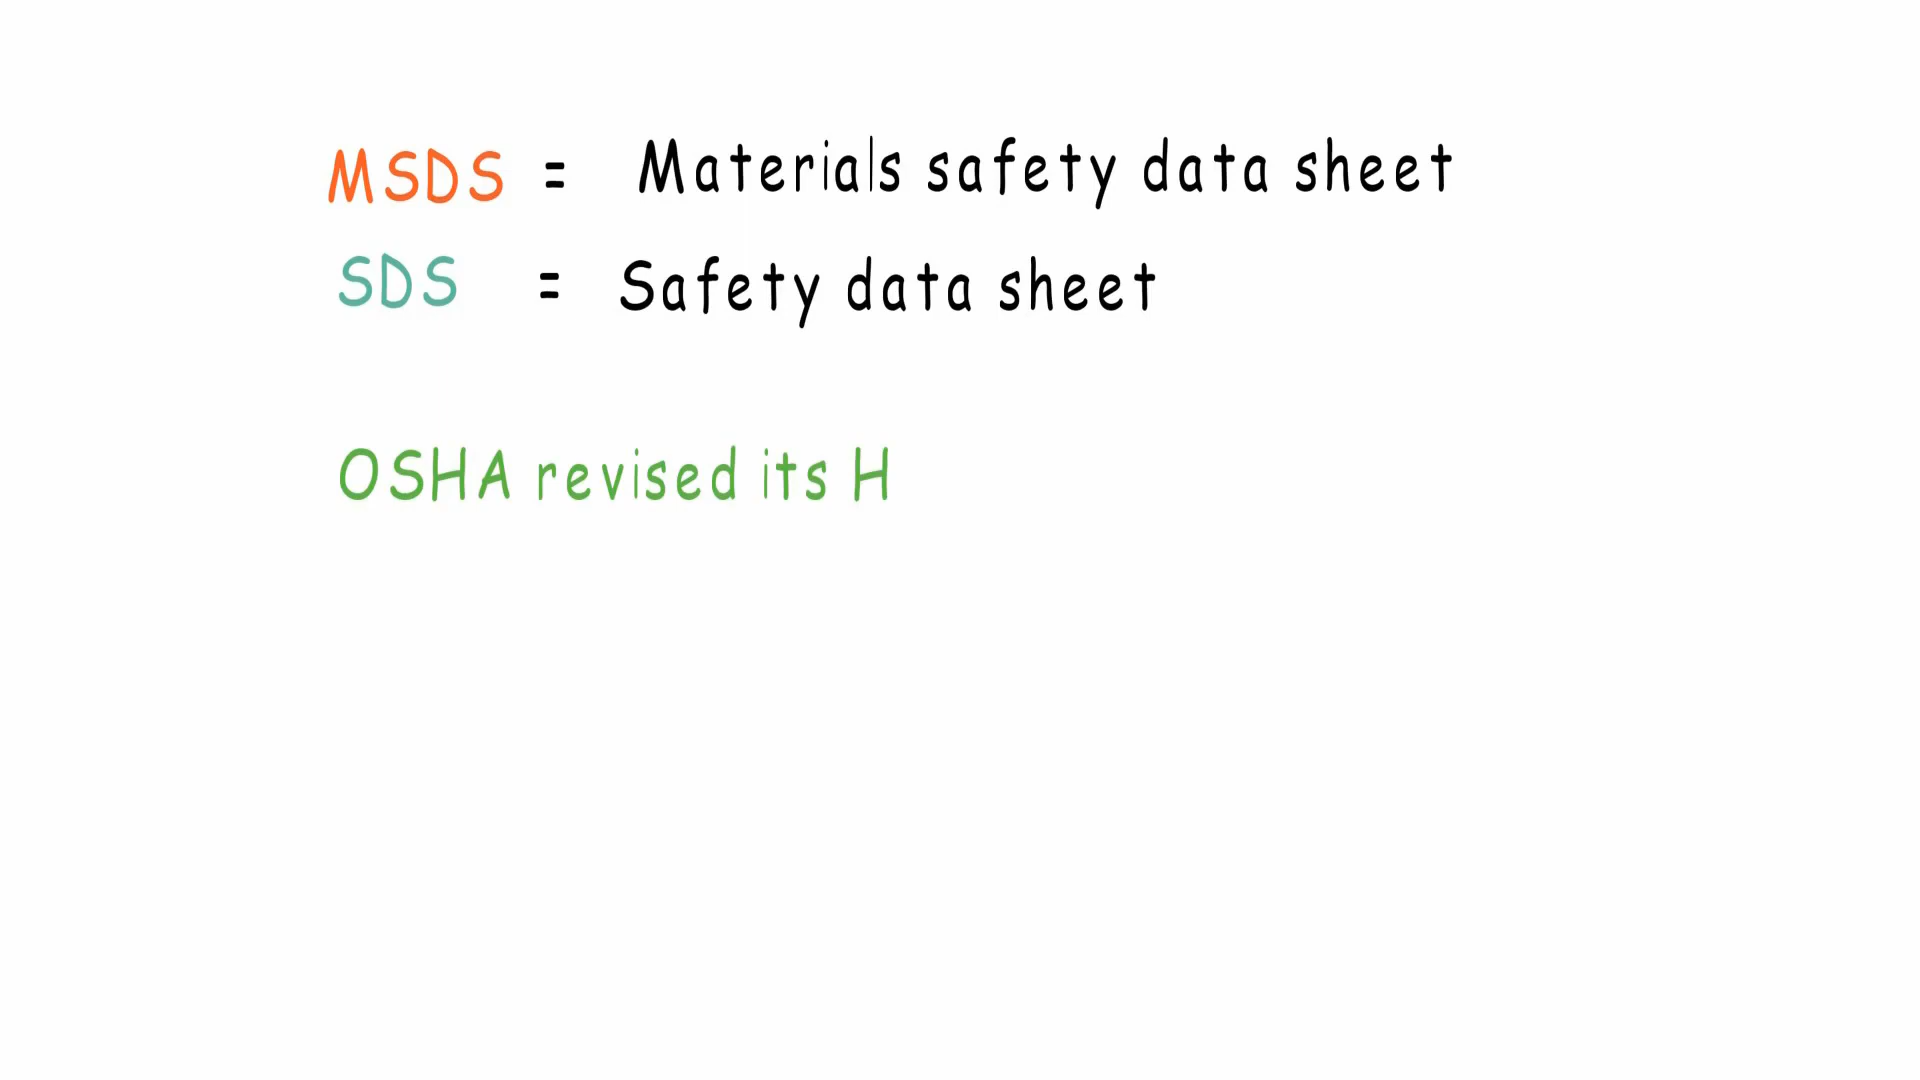 MSDS = Materials safety data sheet
SDS = Safety data sheet
OSHA revised its H